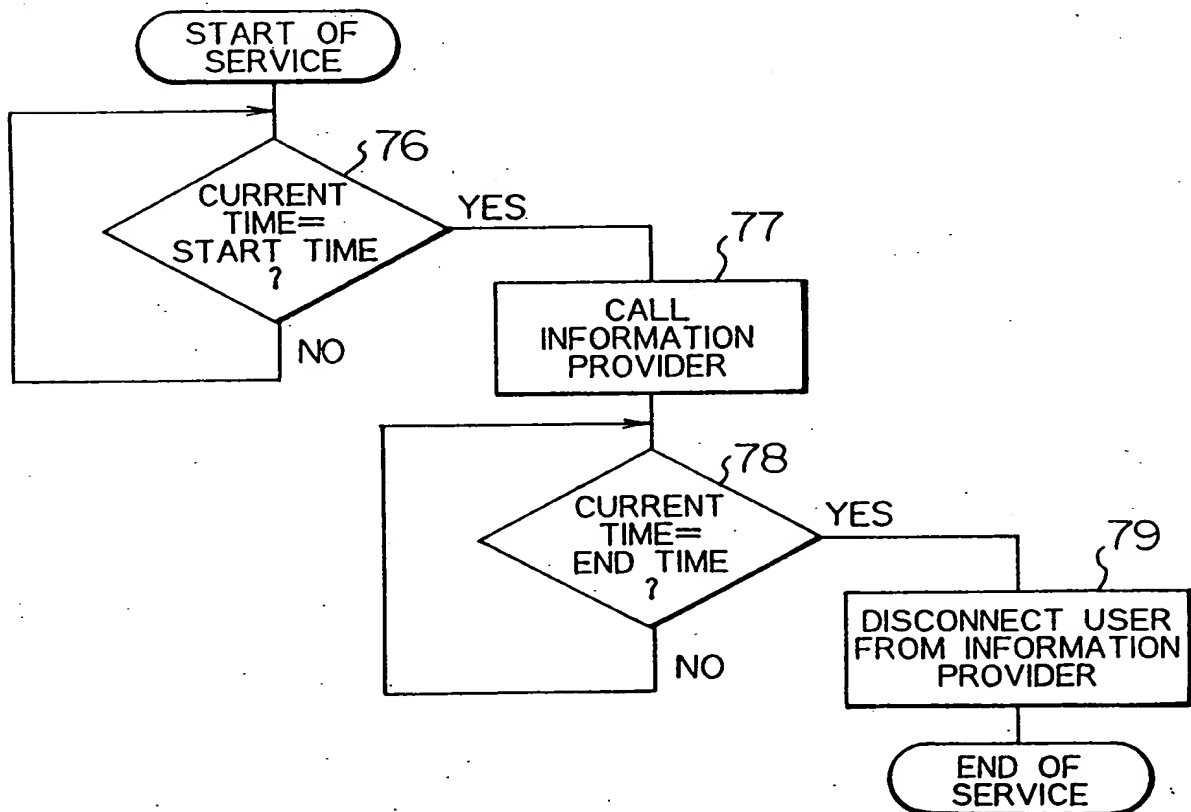 START OF
SERVICE
76
CURRENT
TIME=
START TIME
?
YES
NO
77
CALL
INFORMATION
PROVIDER
78
CURRENT
TIME=
END TIME
?
YES
NO
79
DISCONNECT USER
FROM INFORMATION
PROVIDER
END OF
SERVICE